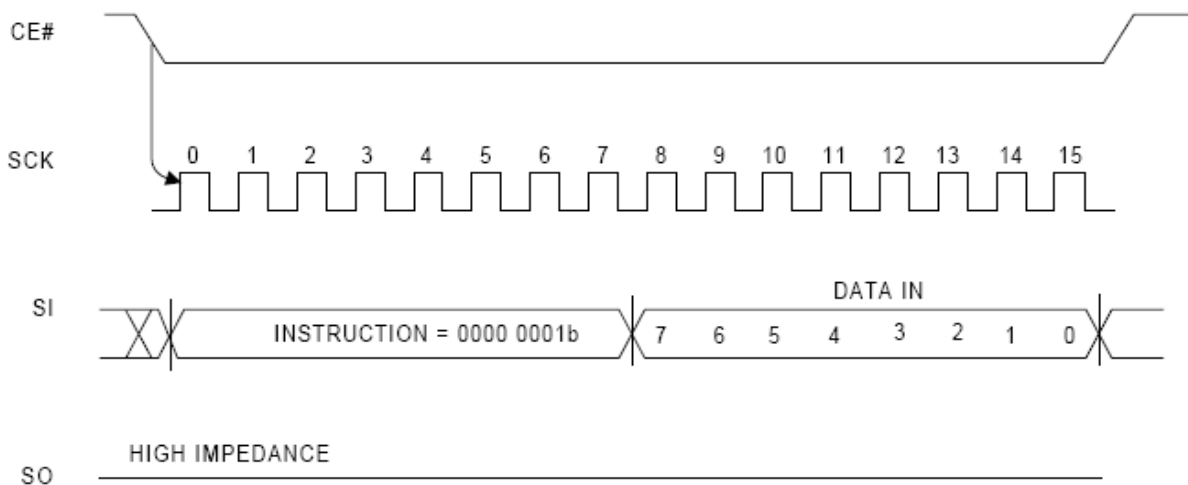 CE#
SCK 0 1 2 3 4 5 6 7 8 9 10 11 12 13 14 15
DATA IN
SI INSTRUCTION = 0000 0001b 7 6 5 4 3 2 1 0
HIGH IMPEDANCE
SO